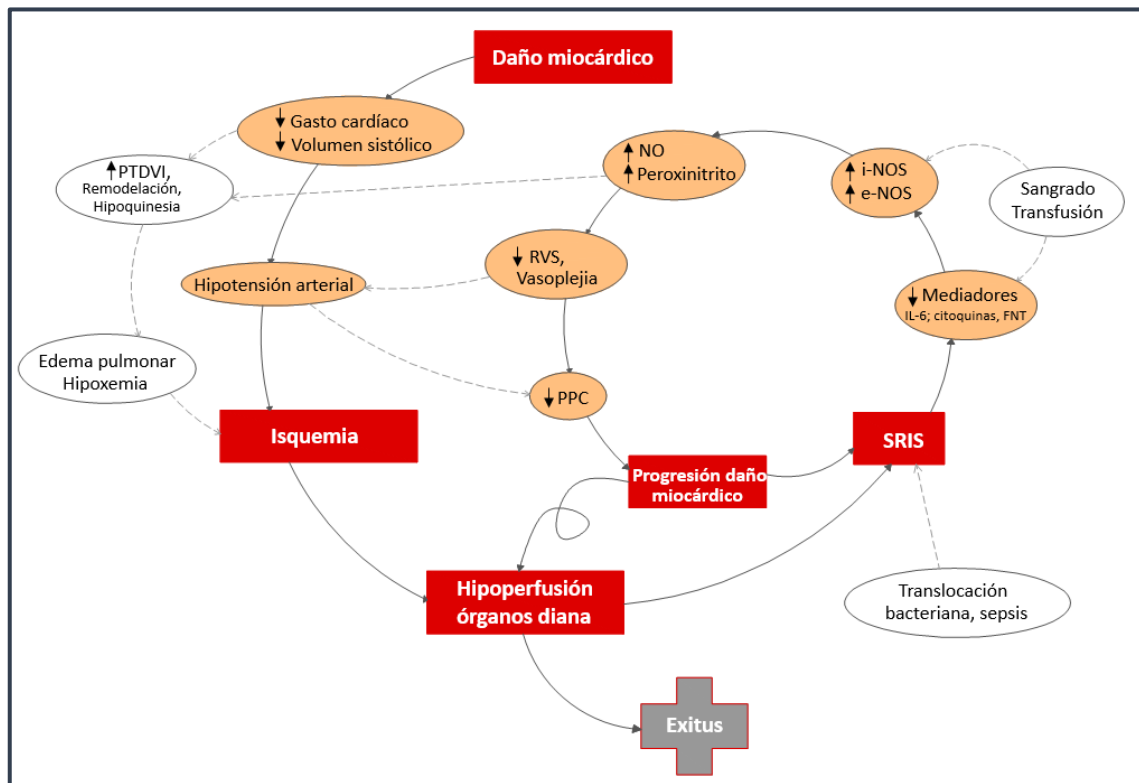 Daño miocárdico
↓ Gasto cardíaco
↓ Volumen sistólico
↑PTDVI,
Remodelación,
Hipoquinesia
↑ NO
↑ Peroxinitrito
↑ i-NOS
↑ e-NOS
Sangrado
Transfusión
Hipotensión arterial
↓ RVS,
Vasoplejia
↓ Mediadores
IL-6; citoquinas, FNT
Edema pulmonar
Hipoxemia
↓ PPC
Isquemia
SRIS
Progresión daño
miocárdico
Hipoperfusión
órganos diana
Translocación
bacteriana, sepsis
Exitus